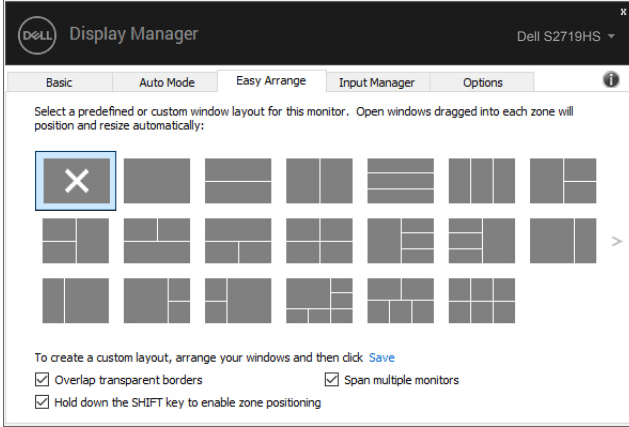 x
DELL Display Manager
Dell S2719HS
Basic Auto Mode Easy Arrange Input Manager Options
Select a predefined or custom window layout for this monitor. Open windows dragged into each zone will
position and resize automatically:
To create a custom layout, arrange your windows and then click Save
Overlap transparent borders Span multiple monitors
Hold down the SHIFT key to enable zone positioning